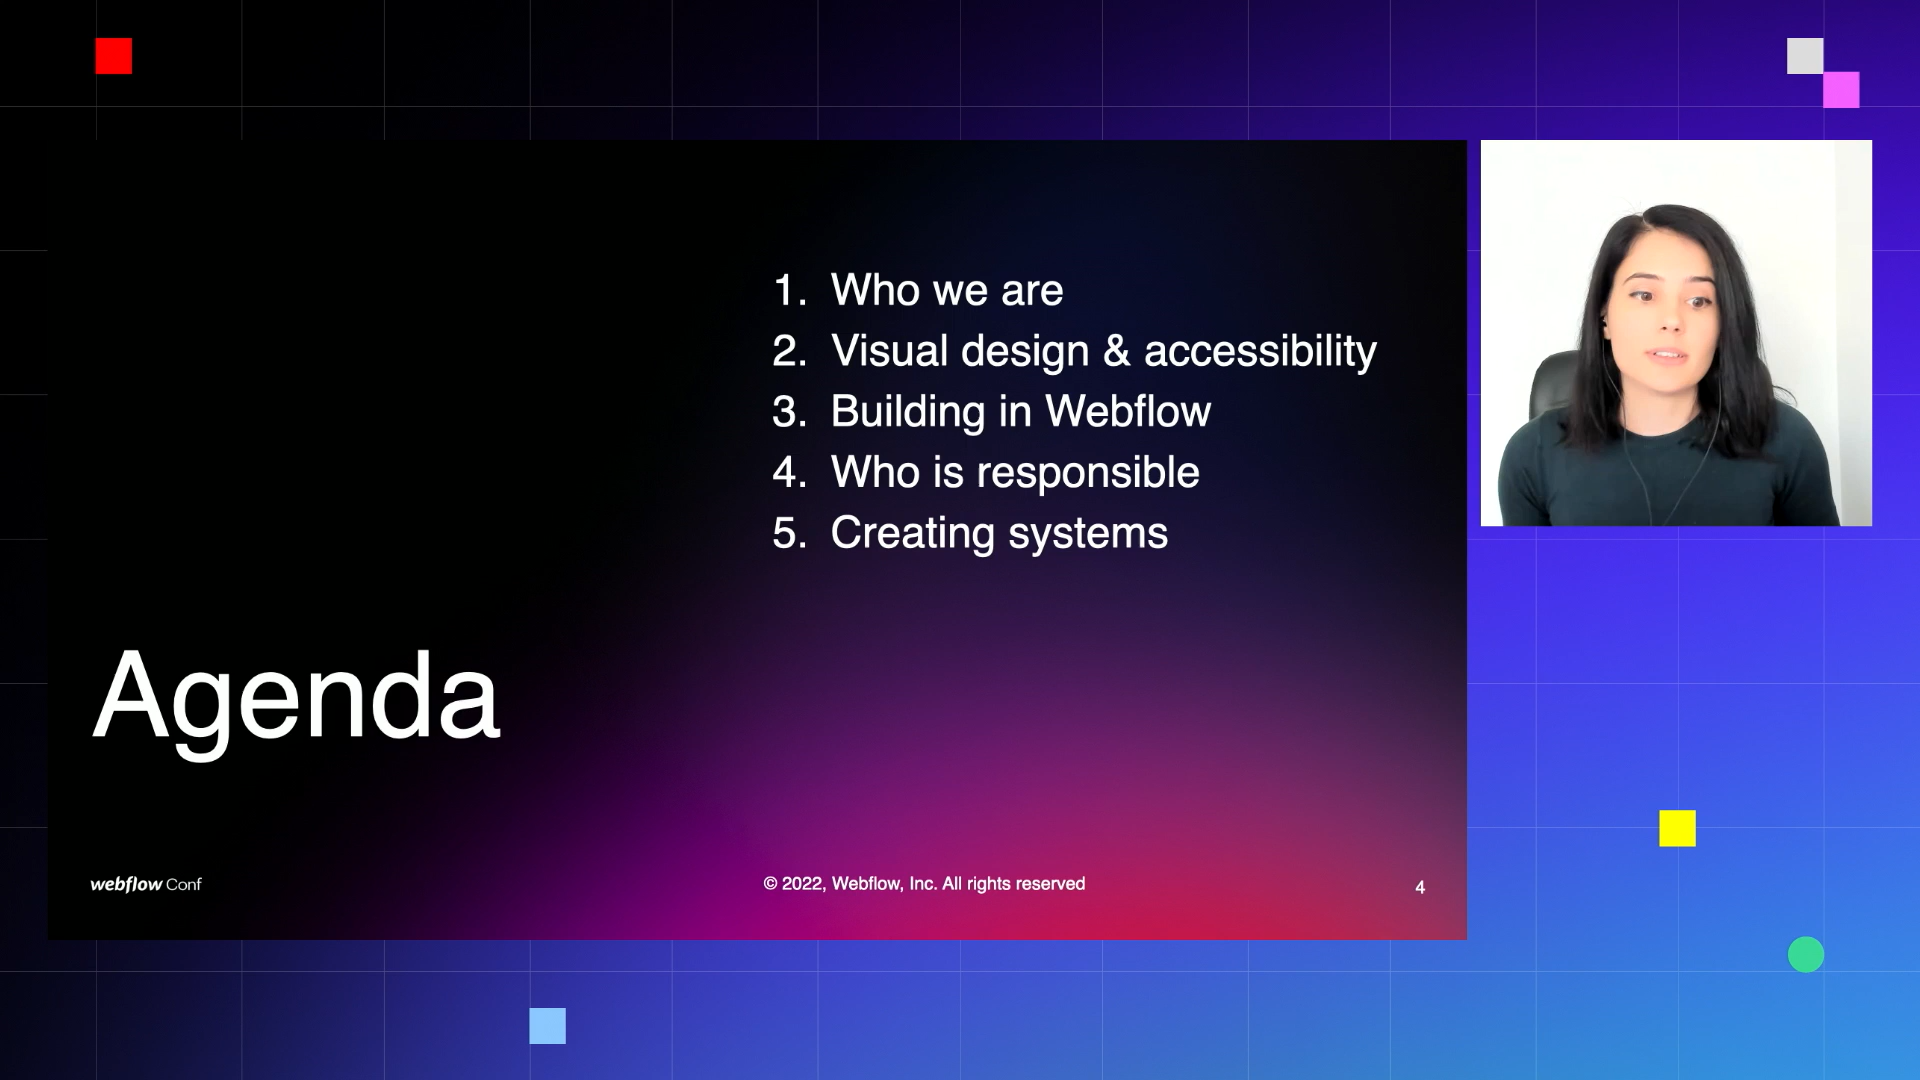 1. Who we are
2. Visual design & accessibility
3. Building in Webflow
4. Who is responsible
5. Creating systems
Agenda
webflow Conf
© 2022, Webflow, Inc. All rights reserved
4